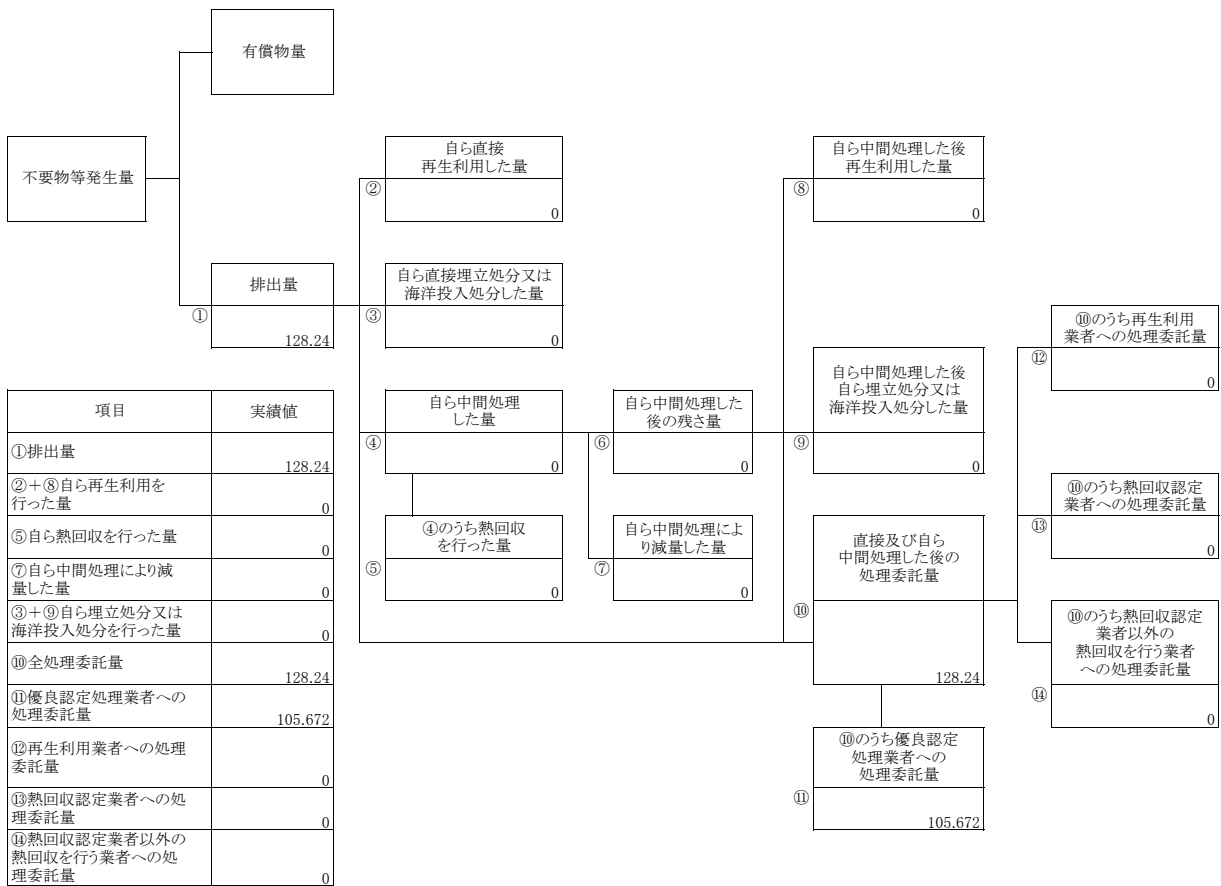 有償物量
不要物等発生量
自ら直接
再生利用した量
②
0
自ら中間処理した後
再生利用した量
⑧
0
排出量
①
128.24
自ら直接埋立処分又は
海洋投入処分した量
③
0
⑩のうち再生利用
業者への処理委託量
⑫
0
自ら中間処理
した量
④
0
自ら中間処理した
後の残さ量
⑥
0
自ら中間処理した後
自ら埋立処分又は
海洋投入処分した量
⑨
0
⑩のうち熱回収認定
業者への処理委託量
⑬
0
④のうち熱回収
を行った量
⑤
0
自ら中間処理によ
り減量した量
⑦
0
直接及び自ら
中間処理した後の
処理委託量
⑩
128.24
⑩のうち熱回収認定
業者以外の
熱回収を行う業者
への処理委託量
⑭
0
⑩のうち優良認定
処理業者への
処理委託量
⑪
105.672
項目 実績値
①排出量
128.24
②＋⑧自ら再生利用を
行った量
0
⑤自ら熱回収を行った量
0
⑦自ら中間処理により減
量した量
0
③＋⑨自ら埋立処分又は
海洋投入処分を行った量
0
⑩全処理委託量
128.24
⑪優良認定処理業者への
処理委託量
105.672
⑫再生利用業者への処理
委託量
0
⑬熱回収認定業者への処
理委託量
0
⑭熱回収認定業者以外の
熱回収を行う業者への処
理委託量
0